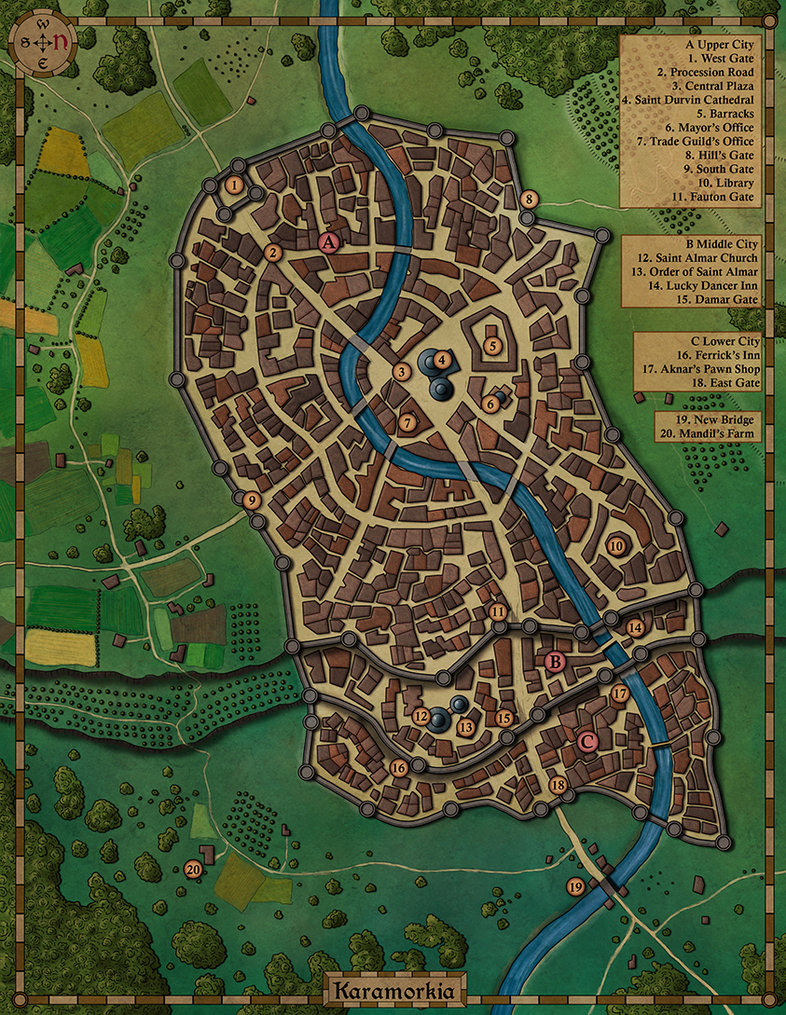 W
S N
E
A Upper City
1. West Gate
2. Procession Road
3. Central Plaza
4. Saint Durvin Cathedral
5. Barracks
6. Mayor's Office
7. Trade Guild's Office
8. Hill's Gate
9. South Gate
10. Library
11. Fauton Gate
B Middle City
12. Saint Almar Church
13. Order of Saint Almar
14. Lucky Dancer Inn
15. Damar Gate
C Lower City
16. Ferrick's Inn
17. Aknar's Pawn Shop
18. East Gate
19. New Bridge
20. Mandil's Farm
1
8
2
A
5
4
3
6
7
9
10
11
14
B
17
12
13
15
C
16
18
20
19
Karamorkia